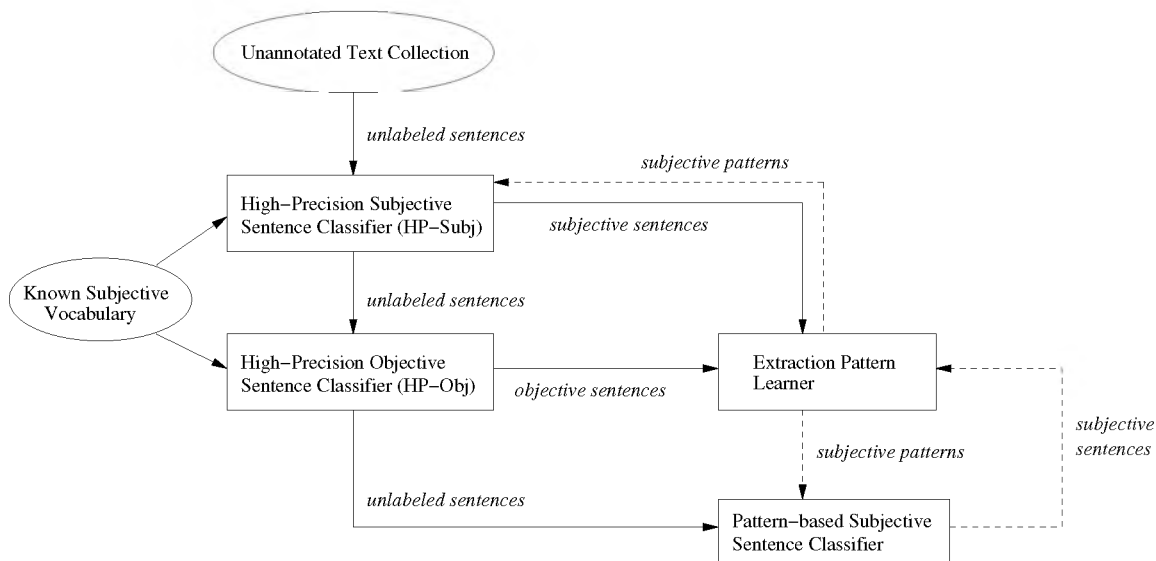 Unannotated Text Collection
unlabeled sentences
subjective patterns
High−Precision Subjective
Sentence Classifier (HP−Subj)
subjective sentences
Known Subjective
Vocabulary
unlabeled sentences
High−Precision Objective
Sentence Classifier (HP−Obj)
objective sentences
Extraction Pattern
Learner
subjective
sentences
subjective patterns
unlabeled sentences
Pattern−based Subjective
Sentence Classifier